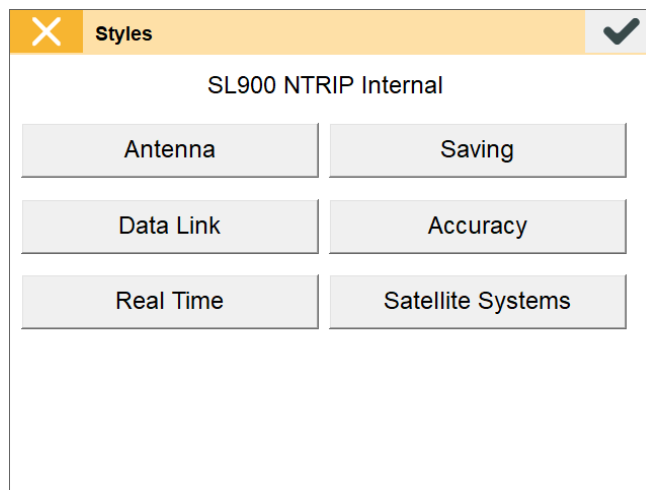 Styles
SL900 NTRIP Internal
Antenna
Saving
Data Link
Accuracy
Real Time
Satellite Systems